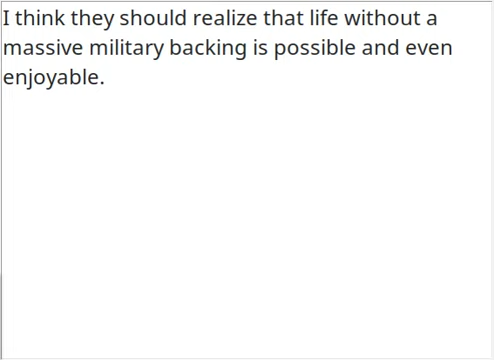 I think they should realize that life without a
massive military backing is possible and even
enjoyable.